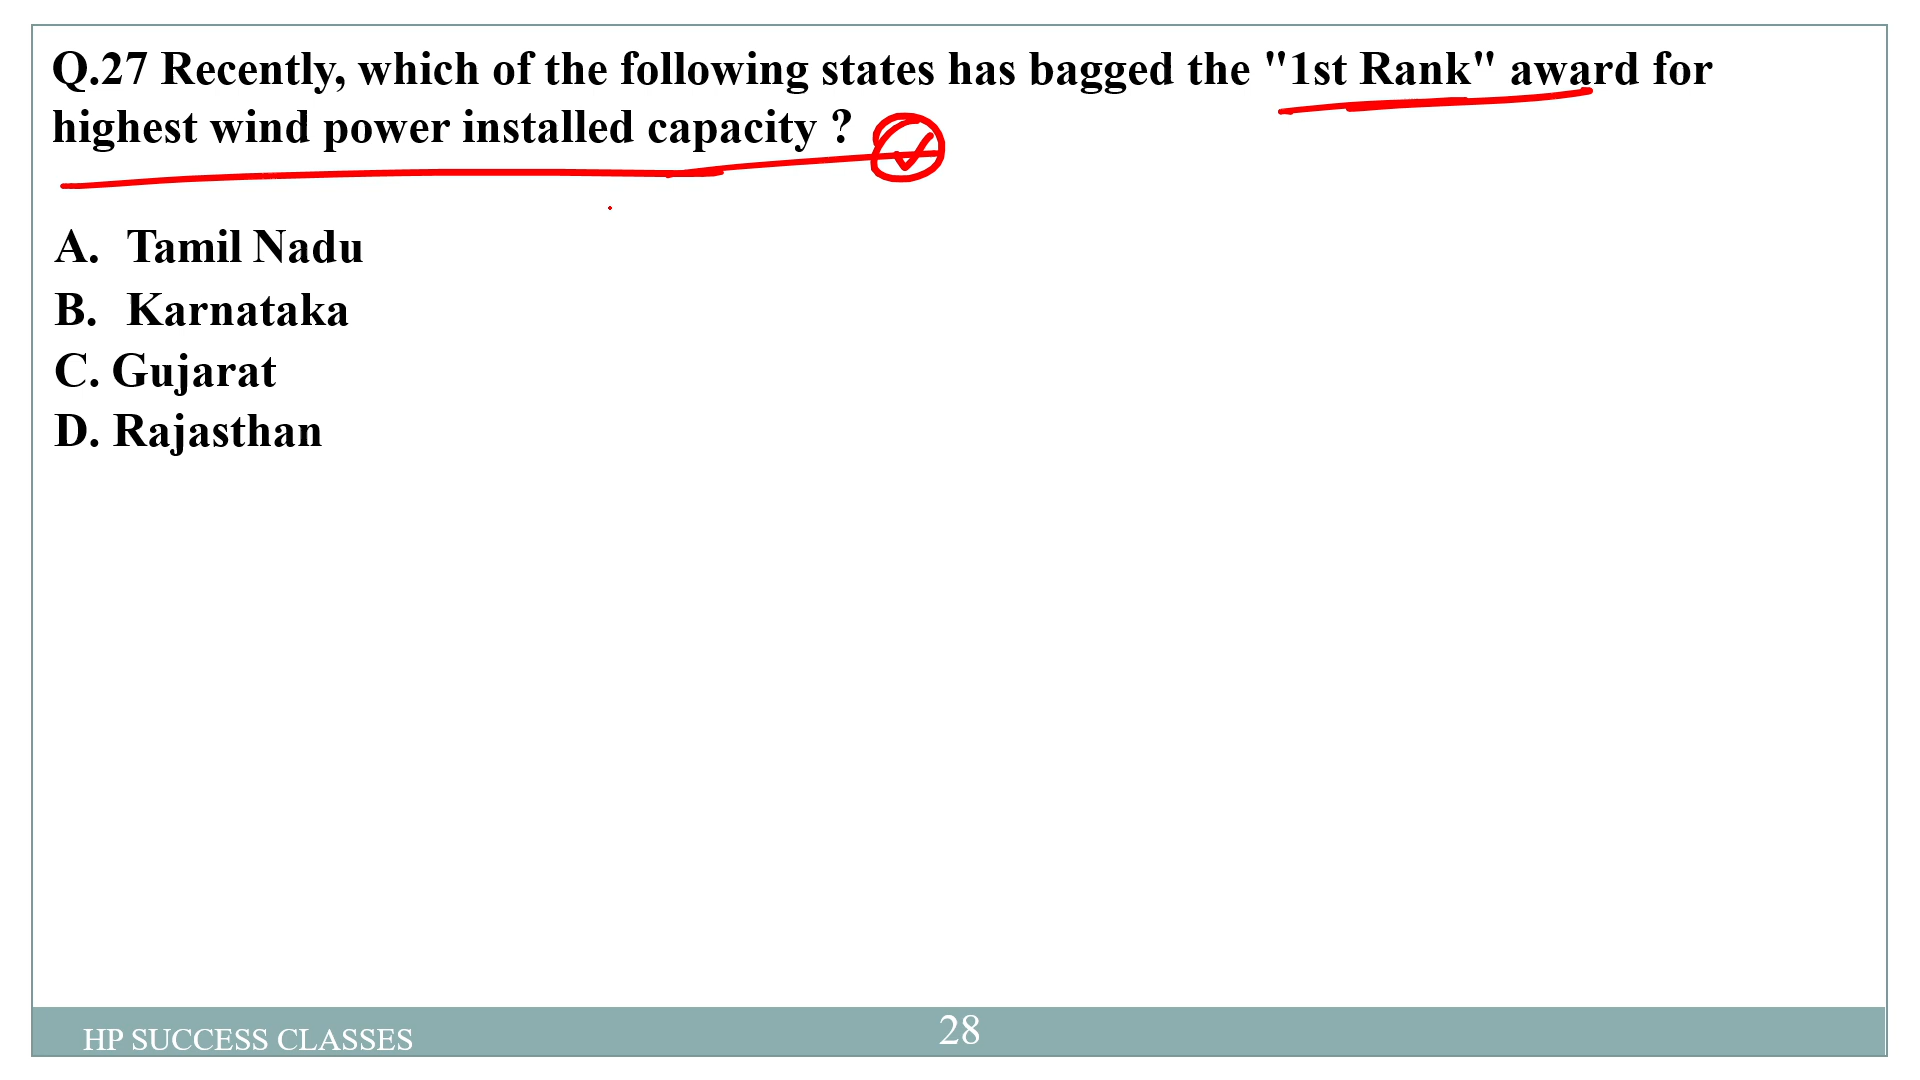 Q.27 Recently, which of the following states has bagged the "1st Rank" award for
highest wind power installed capacity ?
A. Tamil Nadu
B. Karnataka
C. Gujarat
D. Rajasthan
HP SUCCESS CLASSES
28